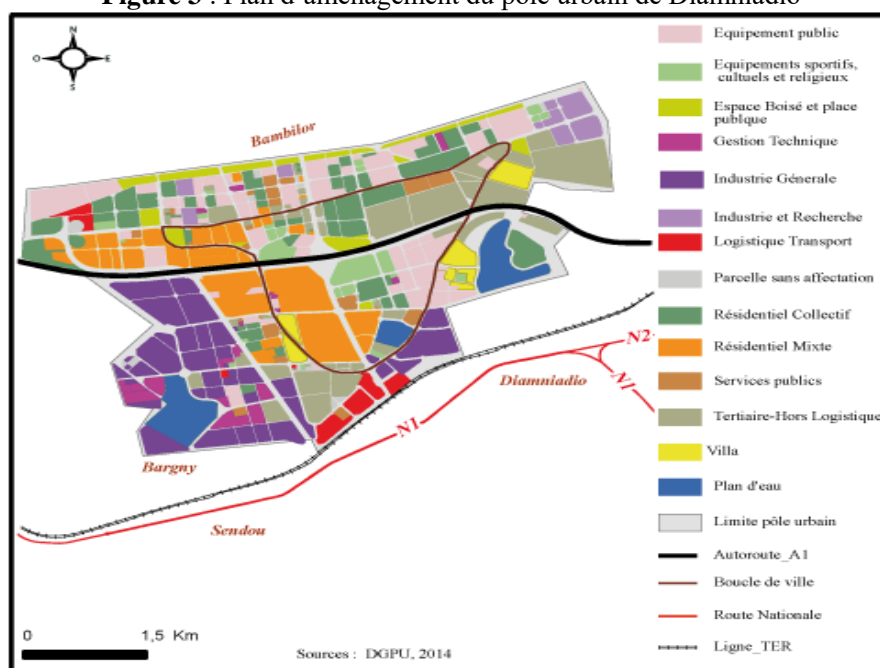 Figure 3 : Plan d'aménagement du pôle urbain de Diamniadio
N
O
E
S
Bambilor
Bargny
Sendou
Diamniadio
N1
N2
N1
Equipement public
Equipements sportifs,
cultuels et religieux
Espace Boisé et place
publque
Gestion Technique
Industrie Génerale
Industrie et Recherche
Logistique Transport
Parcelle sans affectation
Résidentiel Collectif
Résidentiel Mixte
Services publics
Tertiaire-Hors Logistique
Villa
Plan d'eau
Limite pôle urbain
Autoroute_A1
Boucle de ville
Route Nationale
Ligne_TER
0 1,5 Km
Sources : DGPU, 2014